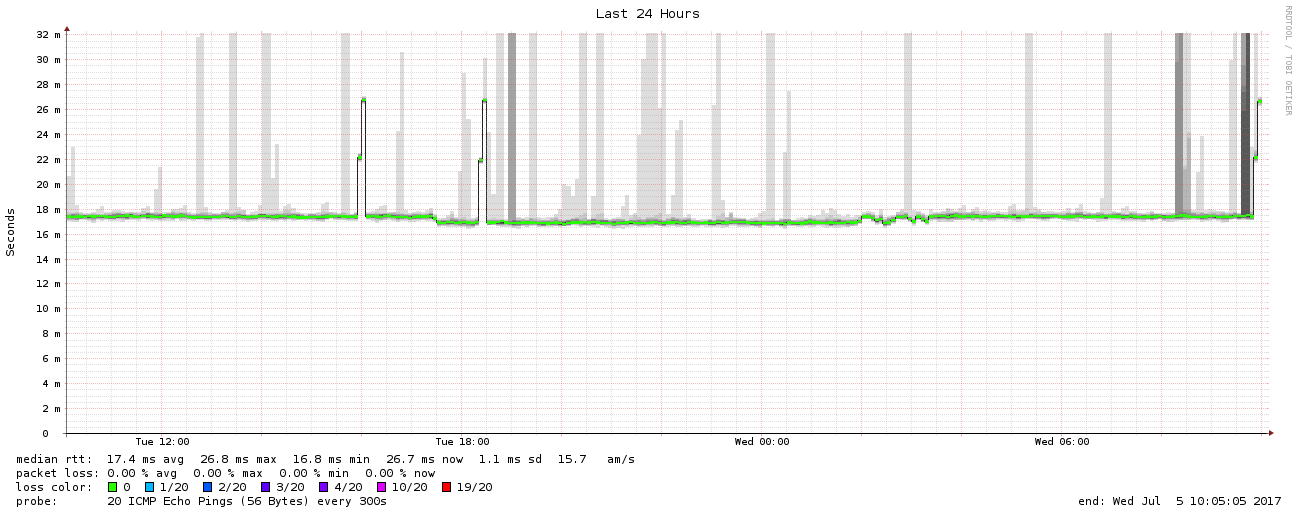 Last 24 Hours
RRDTOOL / TOBI OETIKER
32 m
30 m
28 m
26 m
24 m
22 m
20 m
18 m
16 m
14 m
12 m
10 m
8 m
6 m
4 m
2 m
0
Seconds
Tue 12:00 Tue 18:00 Wed 00:00 Wed 06:00
median rtt: 17.4 ms avg 26.8 ms max 16.8 ms min 26.7 ms now 1.1 ms sd 15.7 am/s
packet loss: 0.00 % avg 0.00 % max 0.00 % min 0.00 % now
loss color: 0 1/20 2/20 3/20 4/20 10/20 19/20
probe: 20 ICMP Echo Pings (56 Bytes) every 300s end: Wed Jul 5 10:05:05 2017